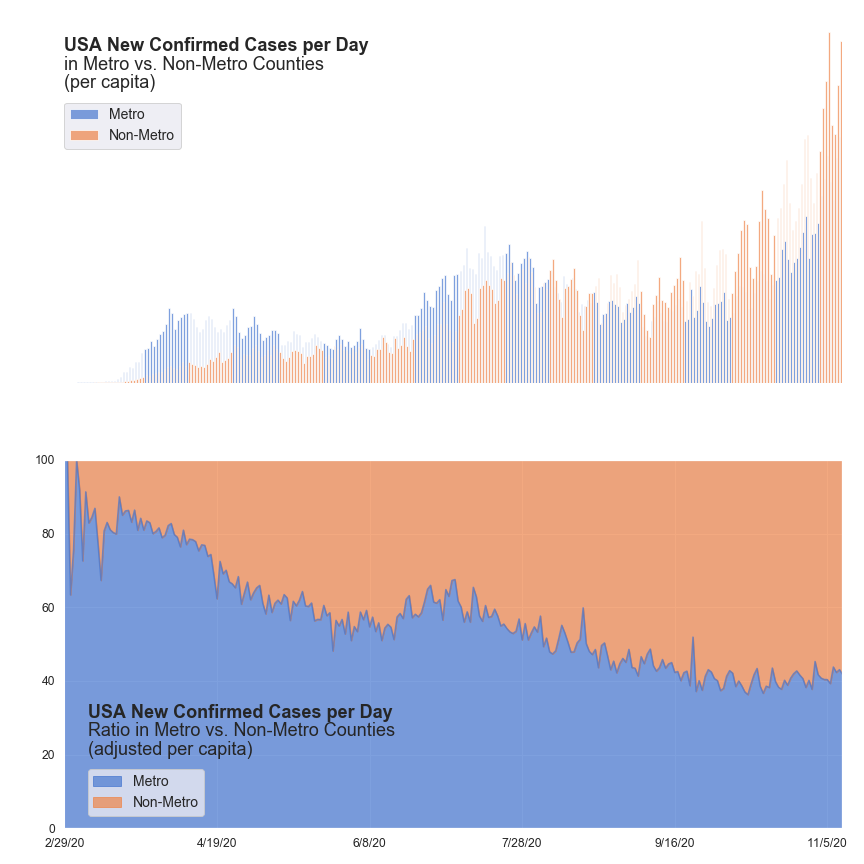 USA New Confirmed Cases per Day
in Metro vs. Non-Metro Counties
(per capita)
Metro
Non-Metro
100
80
60
40
20
0
USA New Confirmed Cases per Day
Ratio in Metro vs. Non-Metro Counties
(adjusted per capita)
Metro
Non-Metro
2/29/20 4/19/20 6/8/20 7/28/20 9/16/20 11/5/20